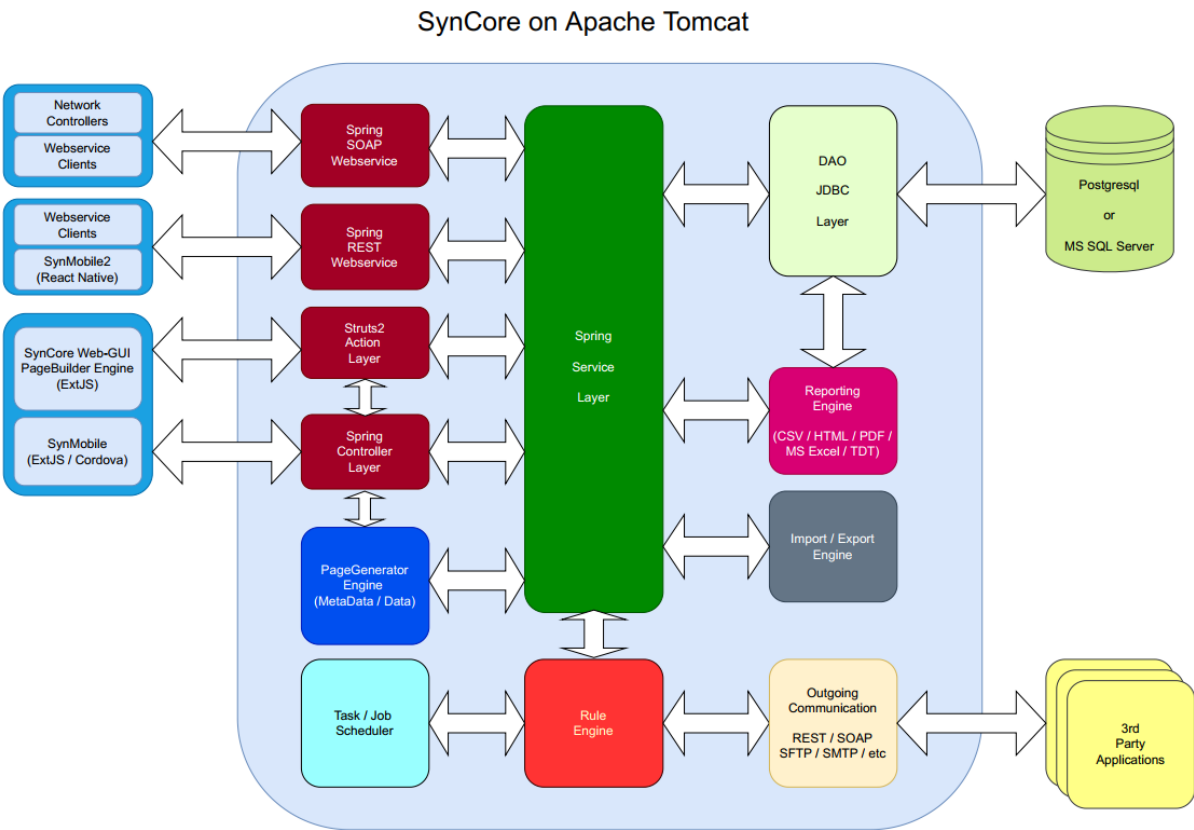 SynCore on Apache Tomcat
Network
Controllers
Webservice
Clients
Webservice
Clients
SynMobile2
(React Native)
SynCore Web-GUI
PageBuilder Engine
(ExtJS)
SynMobile
(ExtJS / Cordova)
Spring
SOAP
Webservice
Spring
REST
Webservice
Struts2
Action
Layer
Spring
Controller
Layer
PageGenerator
Engine
(MetaData / Data)
Task / Job
Scheduler
Spring
Service
Layer
Rule
Engine
DAO
JDBC
Layer
Reporting
Engine
(CSV / HTML / PDF /
MS Excel / TDT)
Import / Export
Engine
Outgoing
Communication
REST / SOAP
SFTP / SMTP / etc
Postgresql
or
MS SQL Server
3rd
Party
Applications